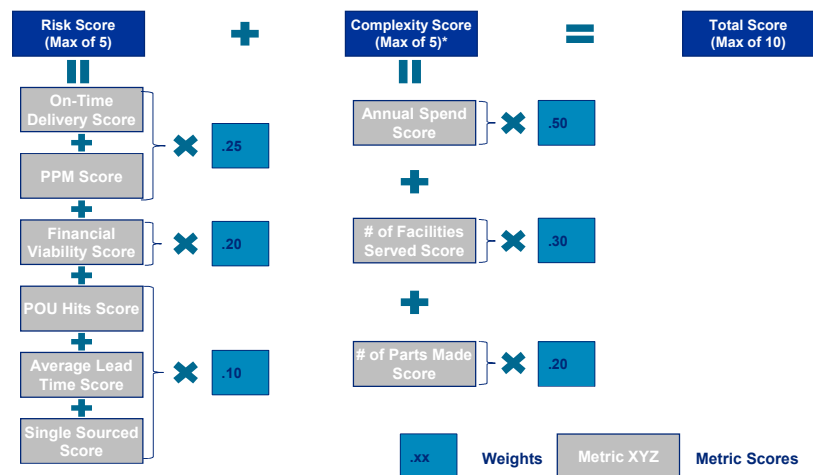 Risk Score
(Max of 5)
Complexity Score
(Max of 5)*
Total Score
(Max of 10)
On-Time
Delivery Score
PPM Score
.25
Financial
Viability Score
.20
POU Hits Score
Average Lead
Time Score
Single Sourced
Score
.10
Annual Spend
Score
.50
# of Facilities
Served Score
.30
# of Parts Made
Score
.20
.xx
Weights
Metric XYZ
Metric Scores